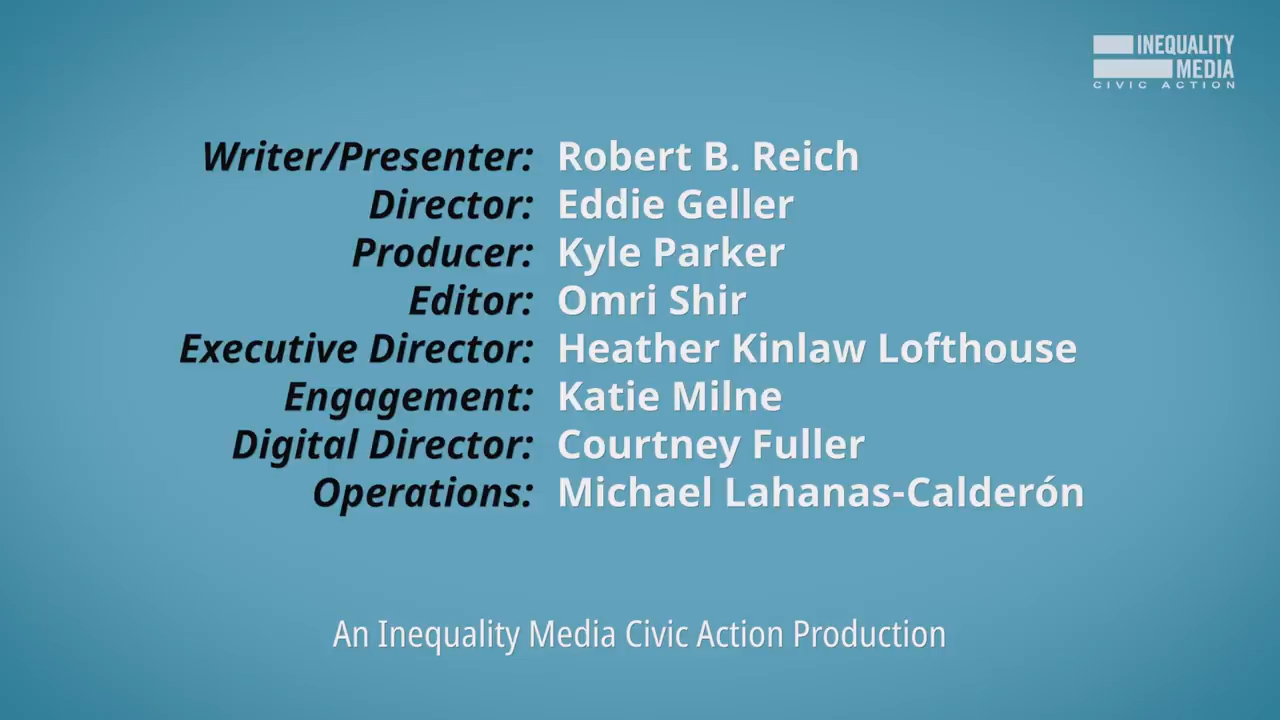 INEQUALITY
MEDIA
CIVIC ACTION
Writer/Presenter: Robert B. Reich
Director: Eddie Geller
Producer: Kyle Parker
Editor: Omri Shir
Executive Director: Heather Kinlaw Lofthouse
Engagement: Katie Milne
Digital Director: Courtney Fuller
Operations: Michael Lahanas-Calderón
An Inequality Media Civic Action Production